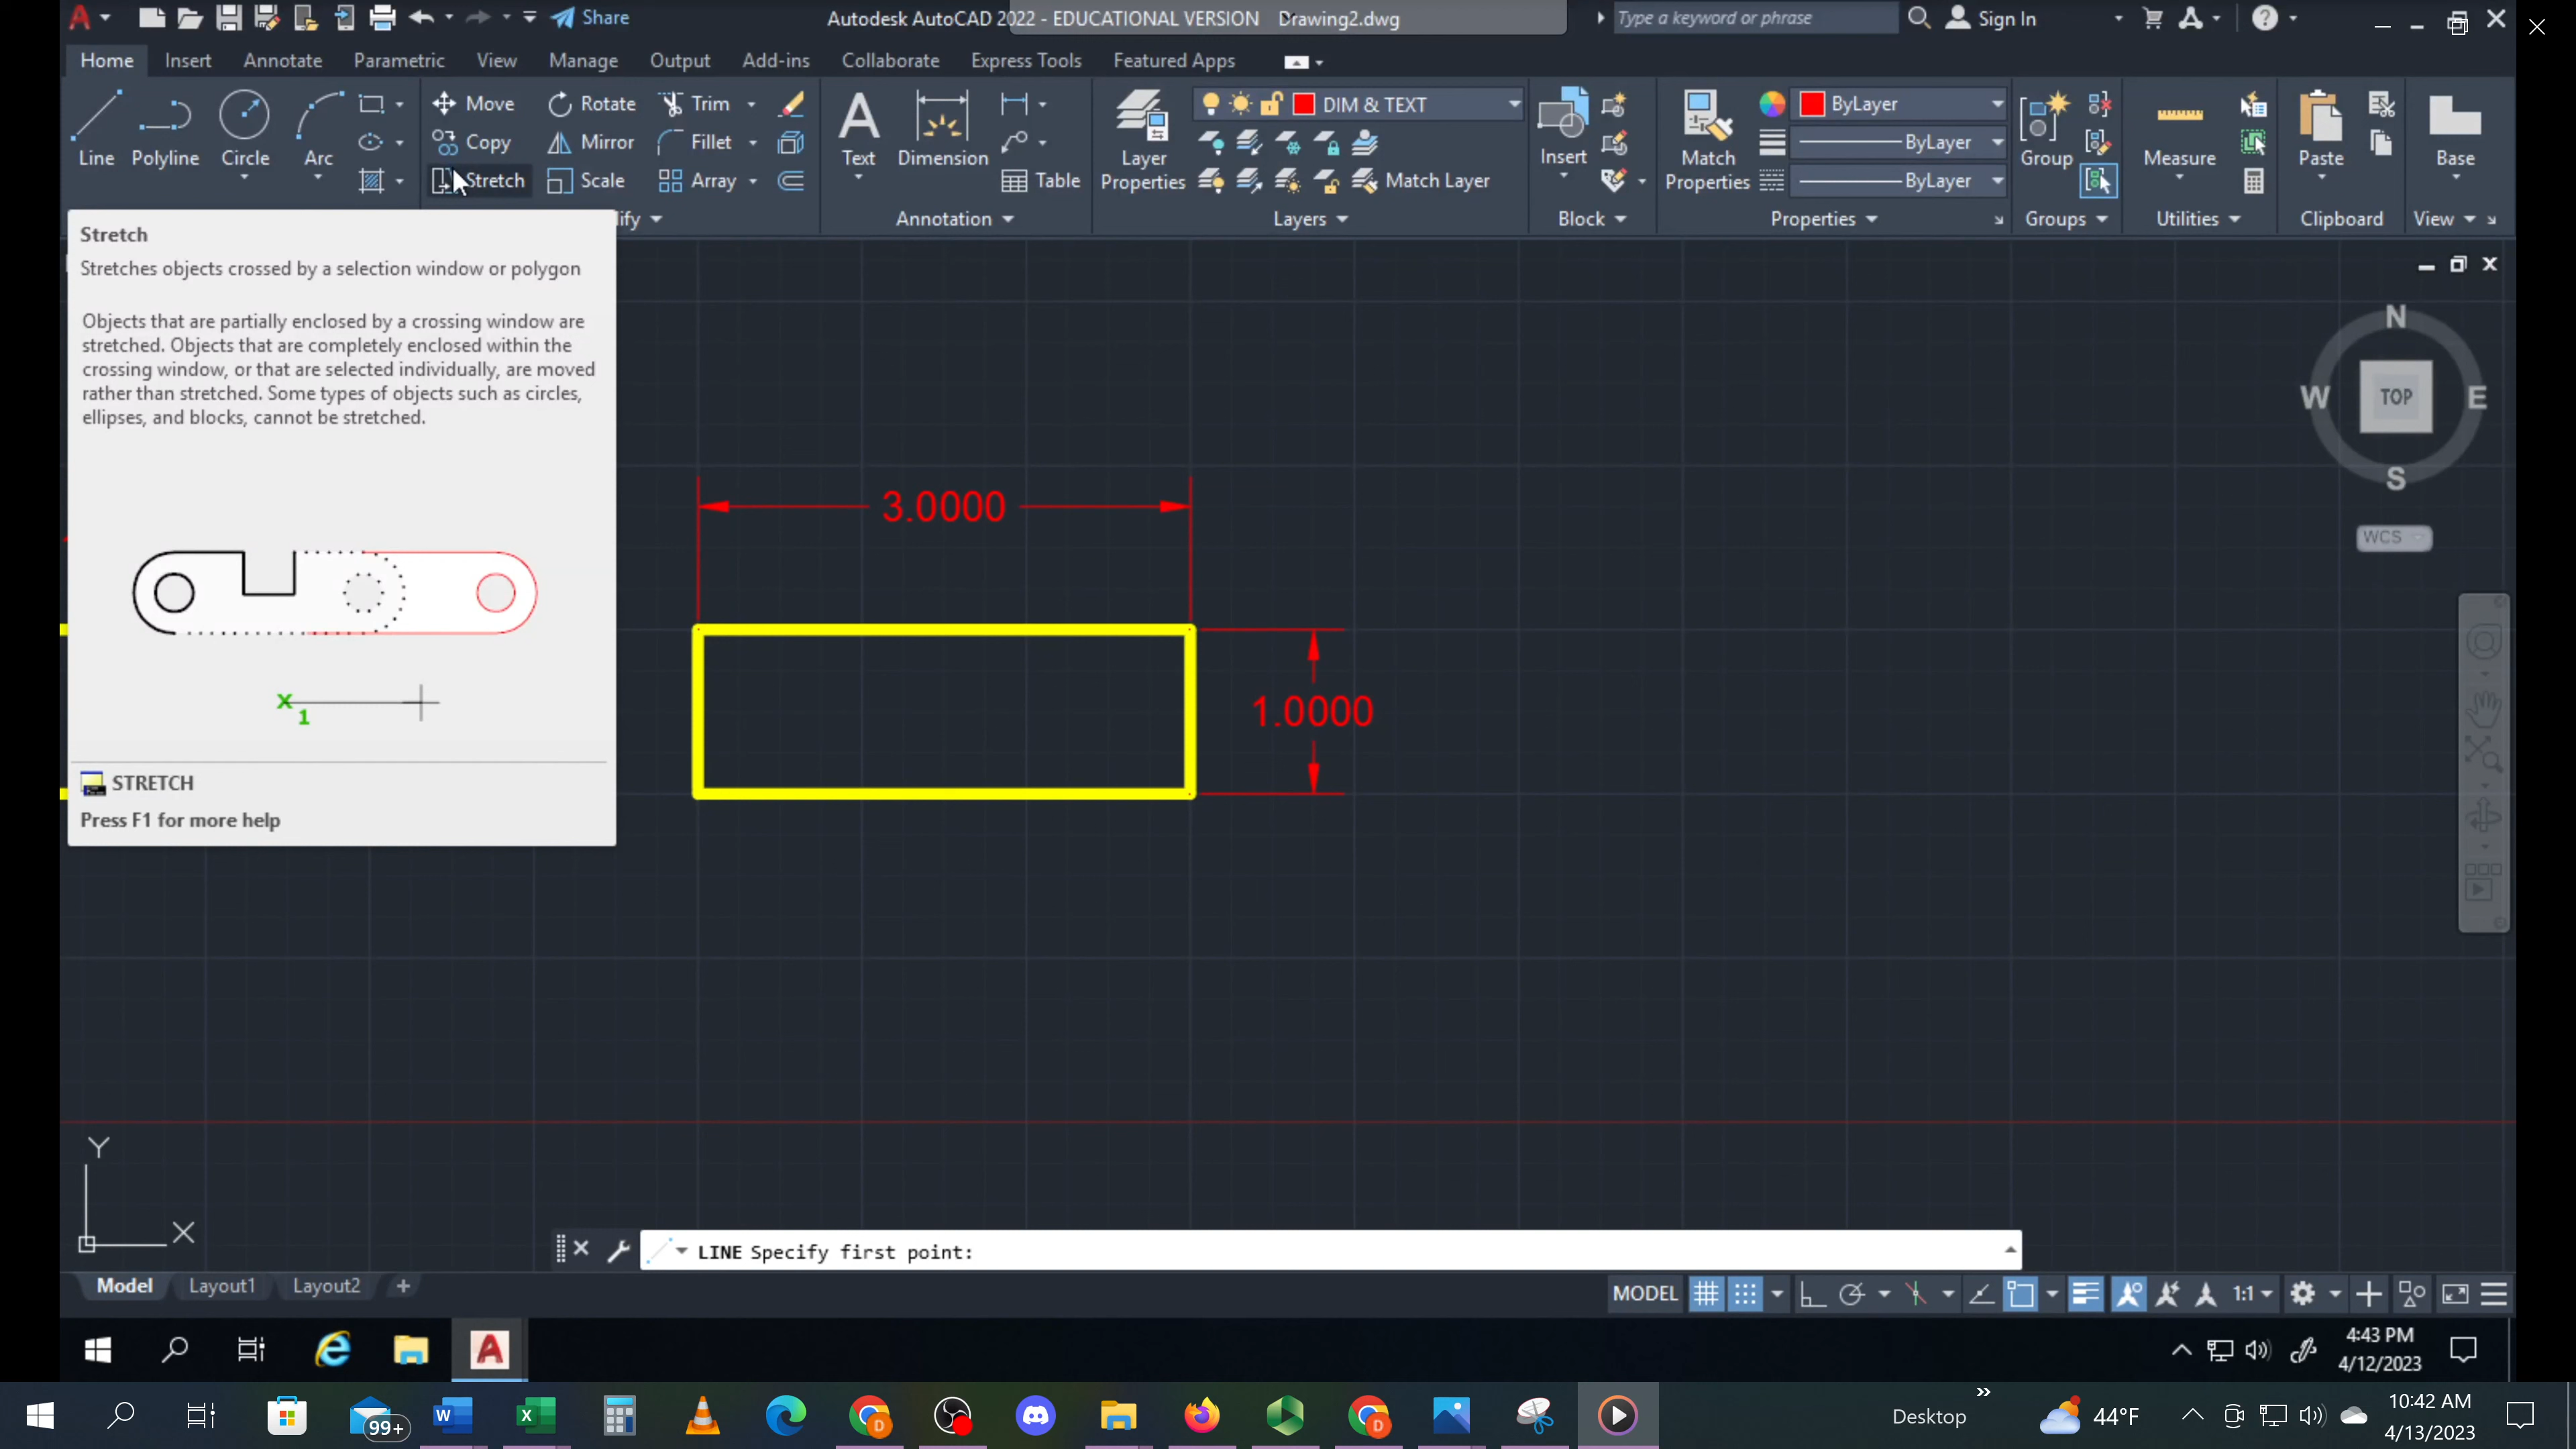 Share
Autodesk AutoCAD 2022 - EDUCATIONAL VERSION Drawing2.dwg
Type a keyword or phrase
Sign In
Home Insert Annotate Parametric View Manage Output Add-ins Collaborate Express Tools Featured Apps
Line Polyline Circle Arc
Move Rotate Trim
Copy Mirror Fillet
Stretch Scale Array
Text Dimension Table
Layer Properties
DIM & TEXT
Match Layer
Insert
Match Properties
ByLayer
ByLayer
ByLayer
Group
Measure
Paste
Base
ify Annotation Layers Block Properties Groups Utilities Clipboard View
Stretch
Stretches objects crossed by a selection window or polygon
Objects that are partially enclosed by a crossing window are
stretched. Objects that are completely enclosed within the
crossing window, or that are selected individually, are moved
rather than stretched. Some types of objects such as circles,
ellipses, and blocks, cannot be stretched.
1
STRETCH
Press F1 for more help
3.0000
1.0000
N
W TOP E
S
WCS
Y
X
LINE Specify first point:
Model Layout1 Layout2 +
MODEL 1:1
4:43 PM
4/12/2023
99+
Desktop
44°F
10:42 AM
4/13/2023